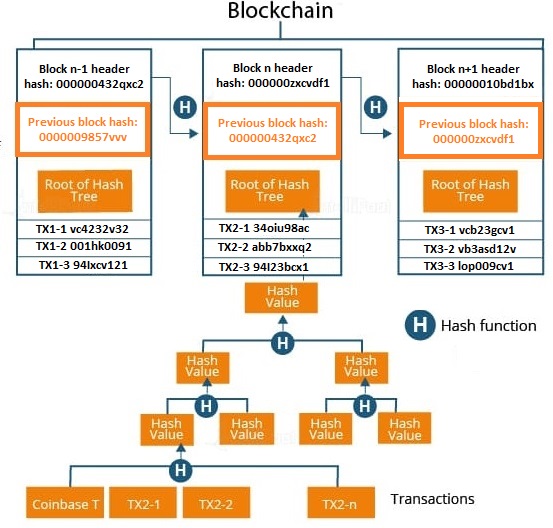 Blockchain
Block n-1 header
hash: 000000432qxc2
H
Block n header
hash: 000000zxcvdf1
H
Block n+1 header
hash: 00000010bd1bx
Previous block hash:
0000009857vvv
Previous block hash:
000000432qxc2
Previous block hash:
000000zxcvdf1
Root of Hash
Tree
Root of Hash
Tree
Root of Hash
Tree
TX1-1 vc4232v32
TX1-2 001hk0091
TX1-3 94lxcv121
TX2-1 34oiu98ac
TX2-2 abb7bxxq2
TX2-3 94I23bcx1
TX3-1 vcb23gcv1
TX3-2 vb3asd12v
TX3-3 lop009cv1
Hash
Value
H Hash function
H
Hash
Value
Hash
Value
H
H
Hash
Value
Hash
Value
Hash
Value
Hash
Value
H
Coinbase T
TX2-1
TX2-2
TX2-n
Transactions